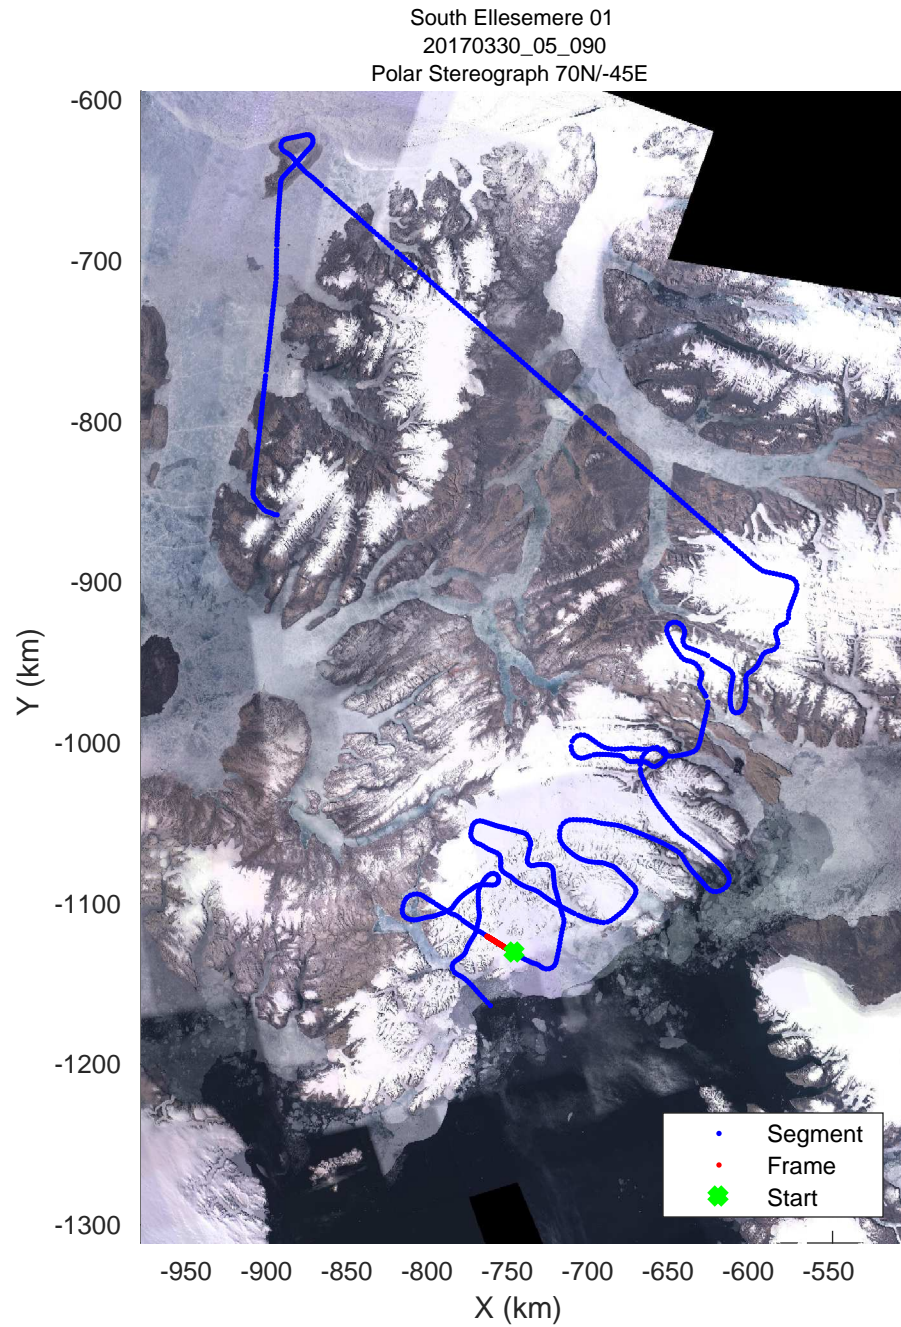 South Ellesemere 01
20170330_05_090
Polar Stereograph 70N/-45E
-600
-700
-800
-900
-1000
-1100
-1200
-1300
Y (km)
-950 -900 -850 -800 -750 -700 -650 -600 -550
X (km)
Segment
Frame
Start